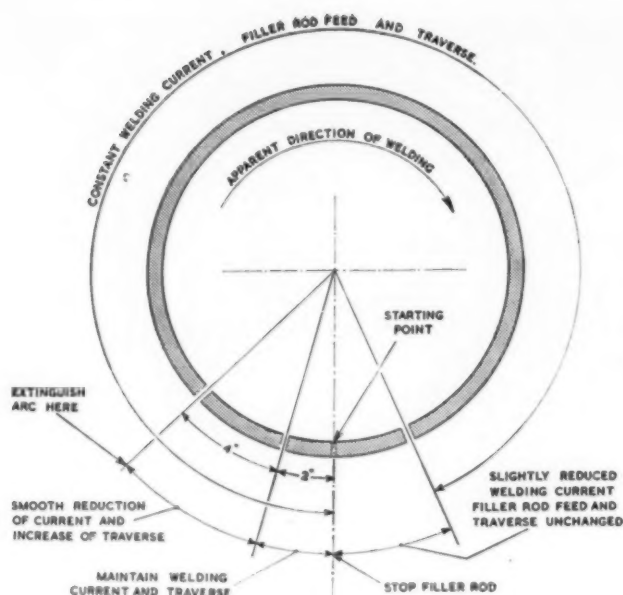 CONSTANT WELLDING CURRENT, FILLER ROD FEED AND TRAVERSE.
APPARENT DIRECTION OF WELDING
STARTING
POINT
EXTINGUISH
ARC HERE
4"
2"
SMOOTH REDUCTION
OF CURRENT AND
INCREASE OF TRAVERSE
SLIGHTLY REDUCED
WELDING CURRENT
FILLER ROD FEED AND
TRAVERSE UNCHANGED
MAINTAIN WELDING
CURRENT AND TRAVERSE
STOP FILLER ROD